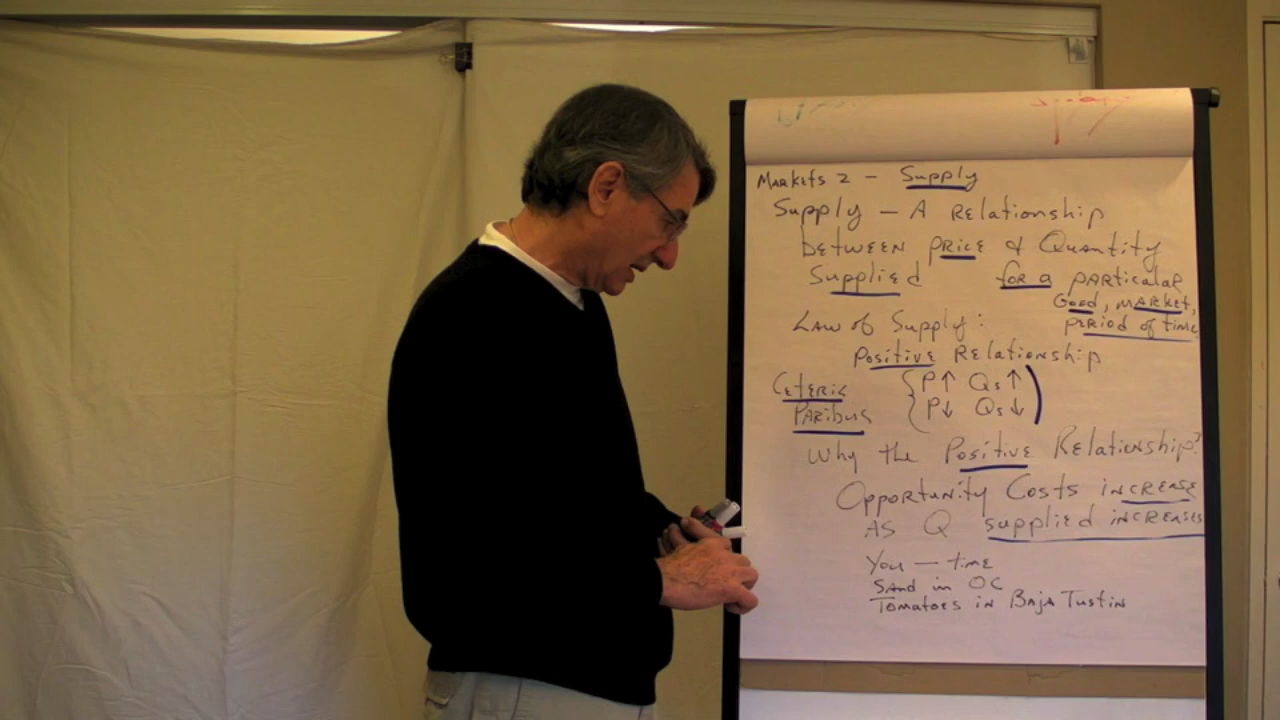 Markets 2 - Supply
Supply - A Relationship
between price & Quantity
Supplied for a particular
Good, market,
period of time
Law of Supply:
Positive Relationship
Ceteris P↑ Qs↑
Paribus P↓ Qs↓
Why the Positive Relationship?
Opportunity Costs increase
as Q supplied increases
You - time
Sand in OC
Tomatoes in Baja Tustin